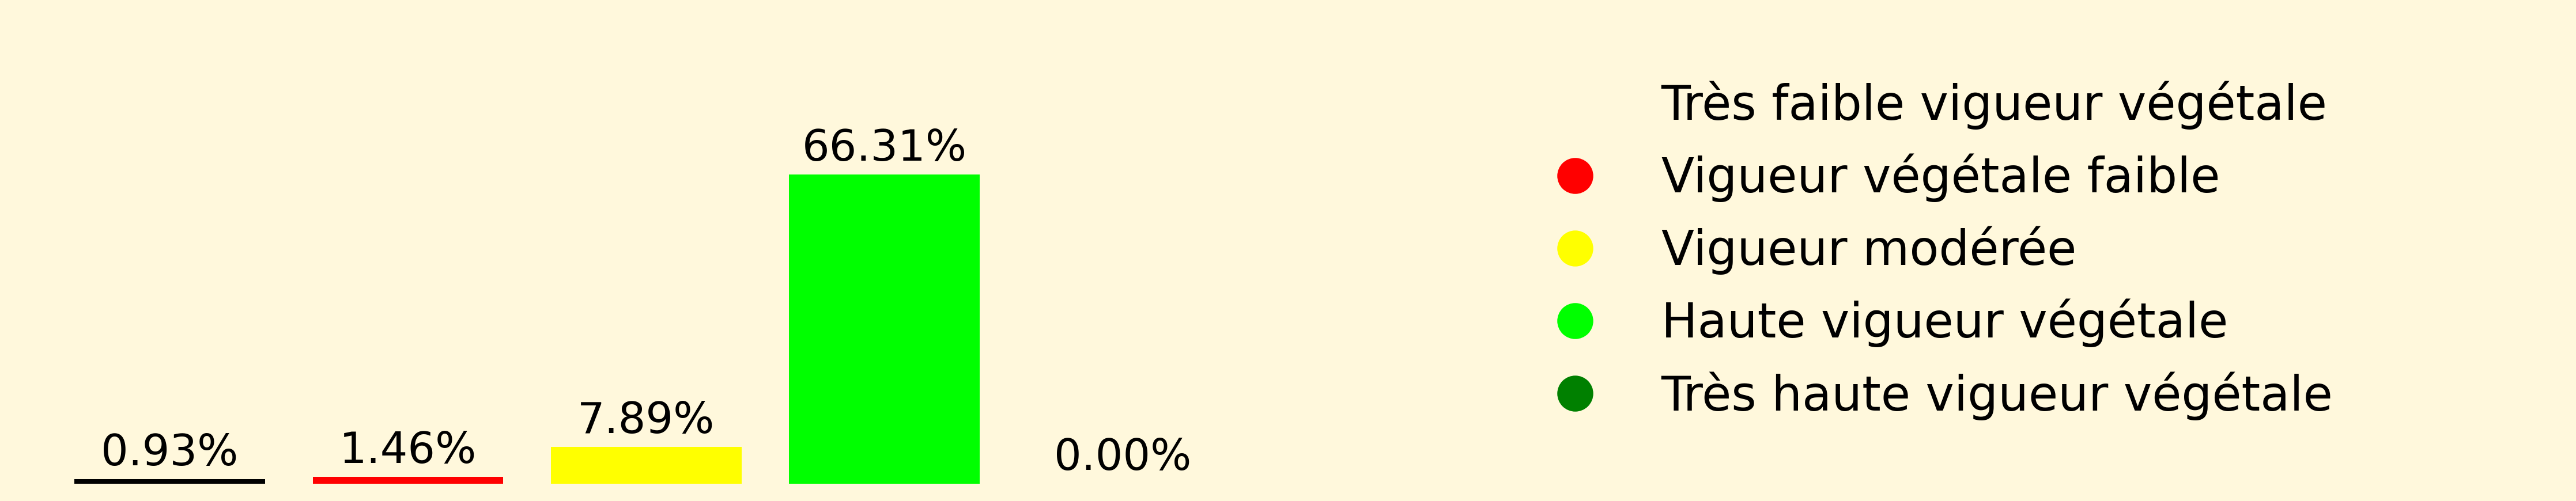 66.31%
7.89%
1.46%
0.93%
0.00%
Très faible vigueur végétale
Vigueur végétale faible
Vigueur modérée
Haute vigueur végétale
Très haute vigueur végétale